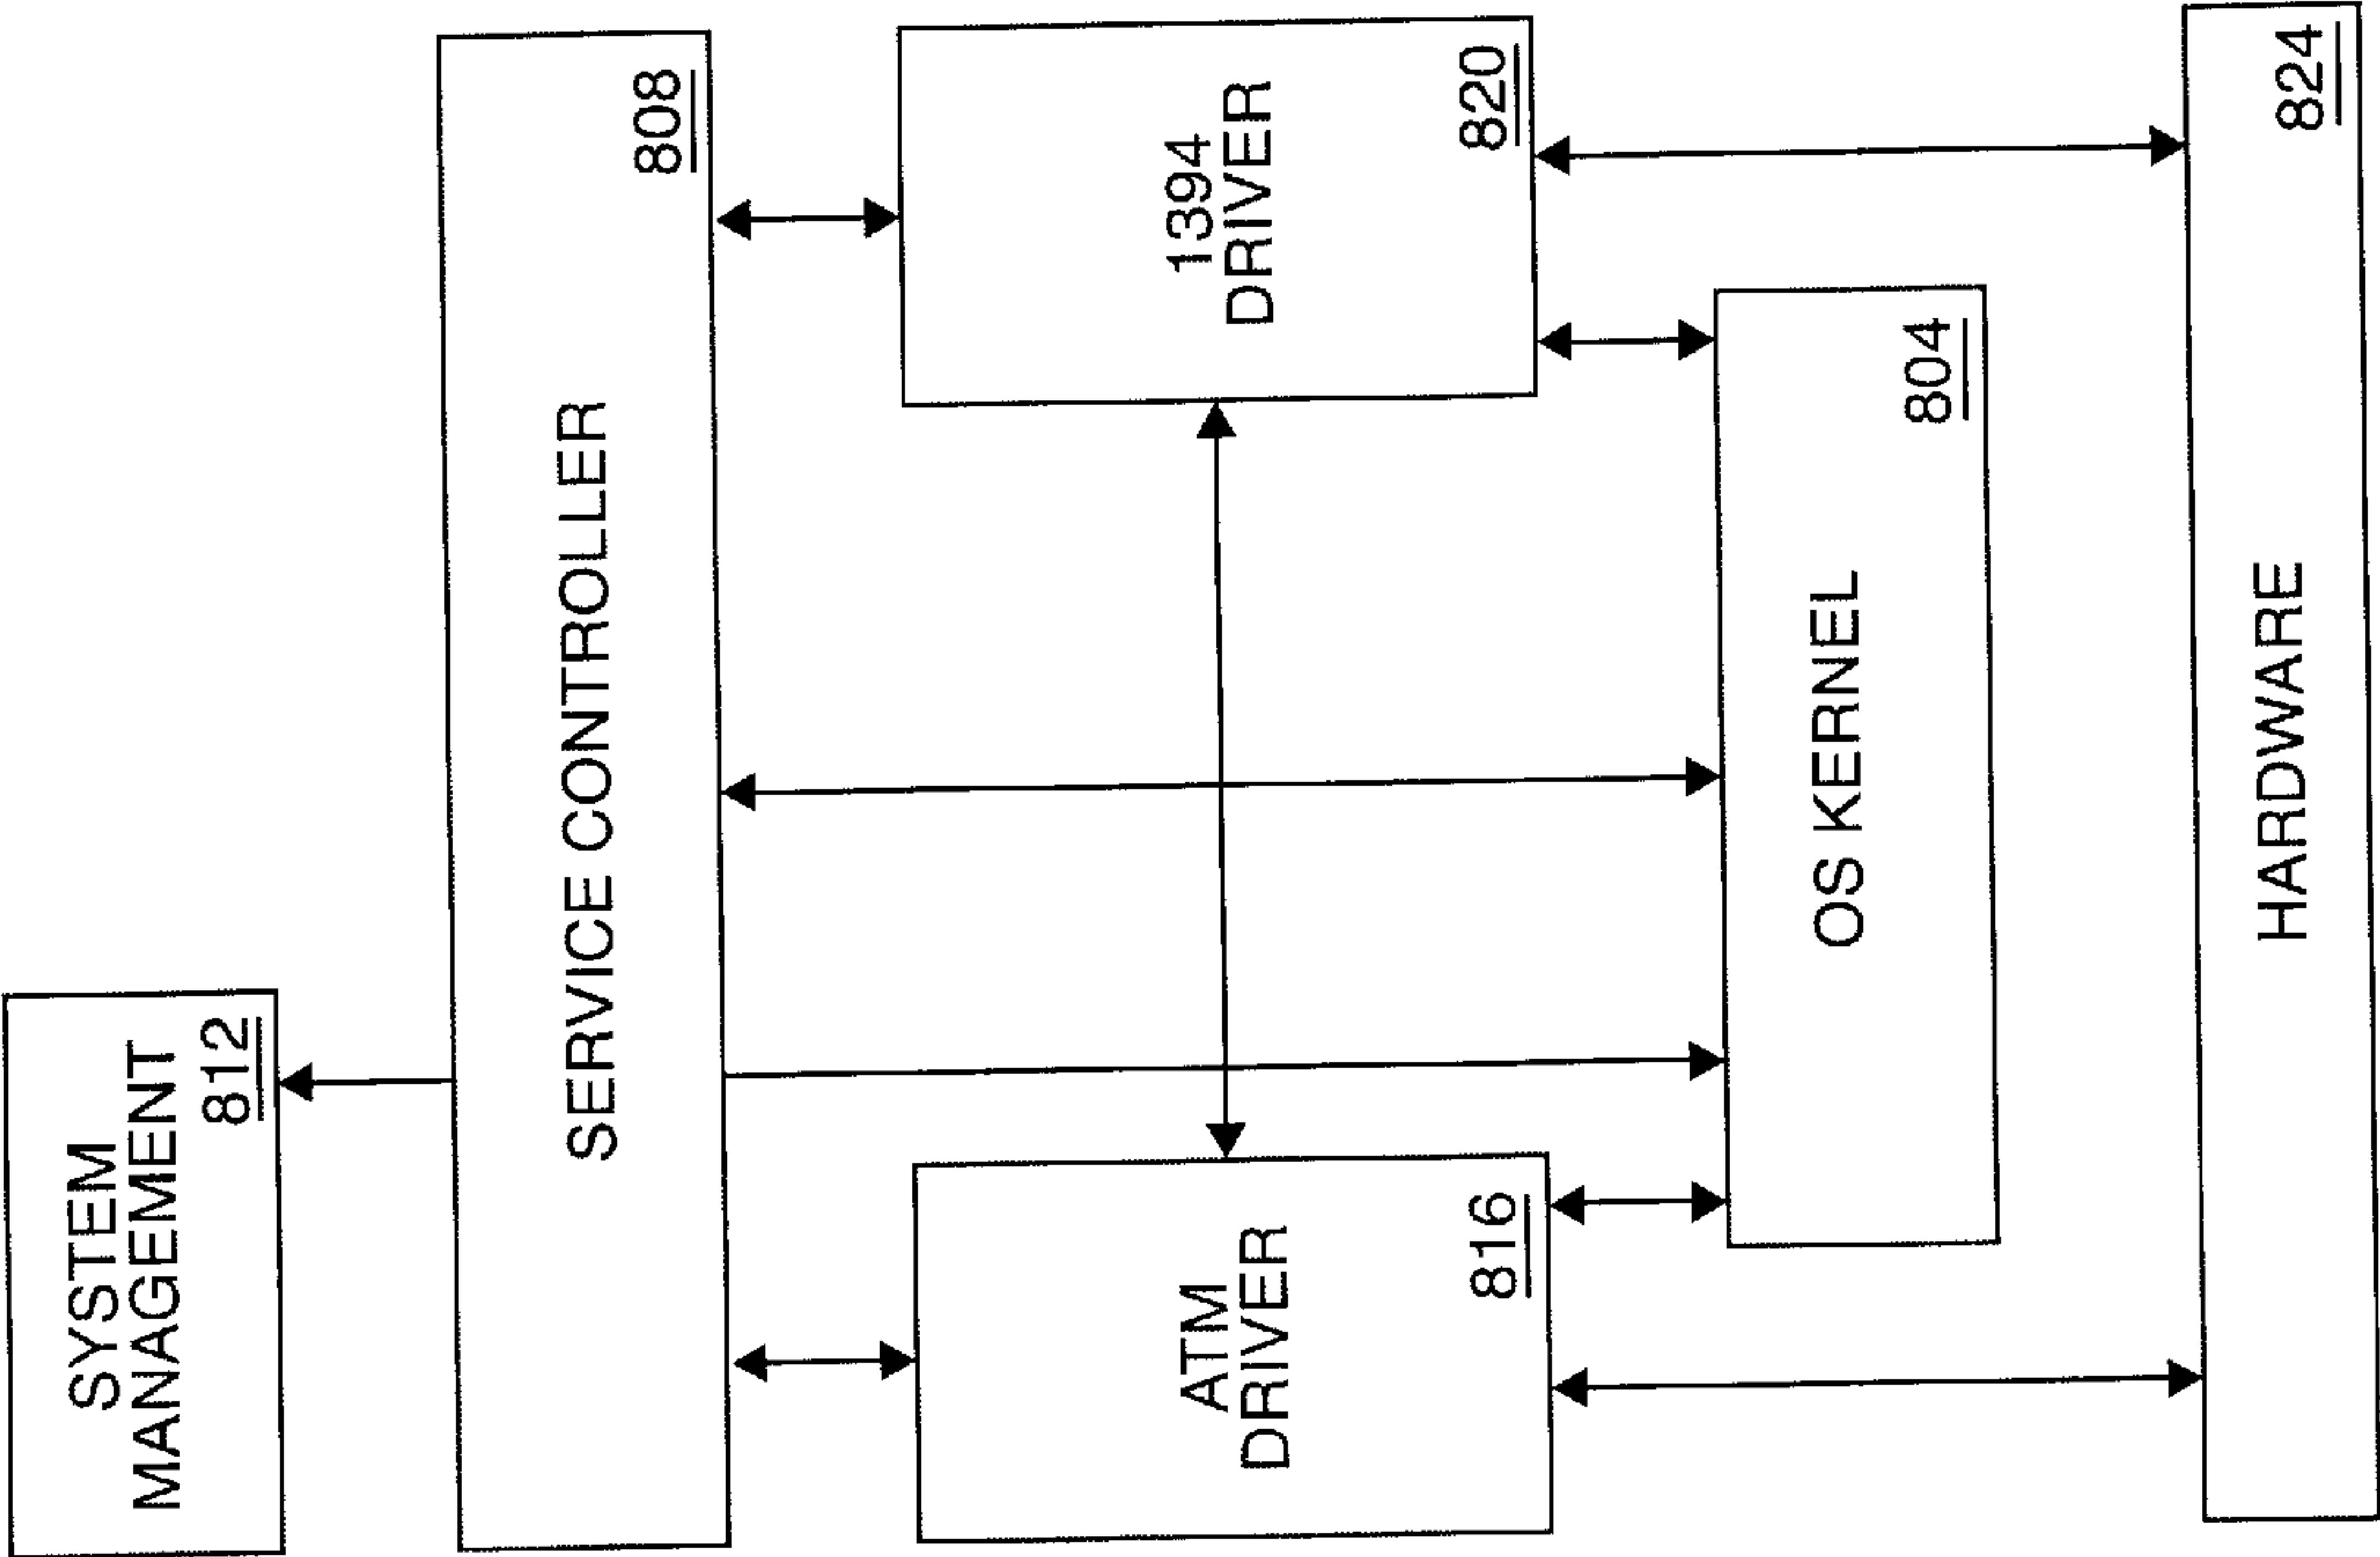 SYSTEM
MANAGEMENT
812
SERVICE CONTROLLER
808
ATM
DRIVER
816
1394
DRIVER
820
OS KERNEL
804
HARDWARE
824